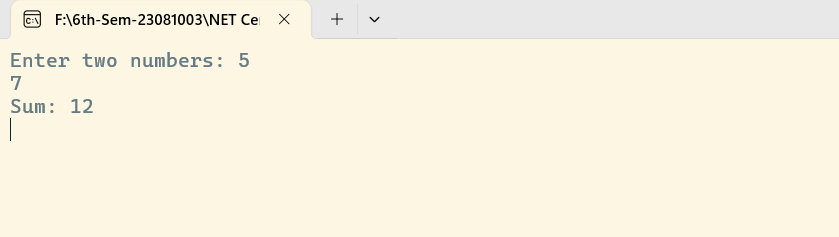 F:\6th-Sem-23081003\NET Ce
Enter two numbers: 5
7
Sum: 12